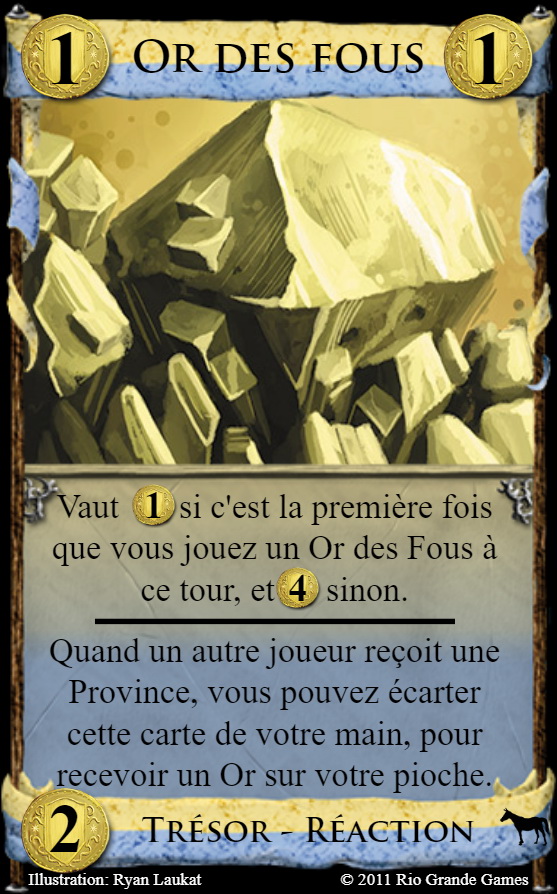 1 OR DES FOUS 1
Vaut 1 si c'est la première fois
que vous jouez un Or des Fous à
ce tour, et 4 sinon.
Quand un autre joueur reçoit une
Province, vous pouvez écarter
cette carte de votre main, pour
recevoir un Or sur votre pioche.
2 TRÉSOR - RÉACTION
Illustration: Ryan Laukat © 2011 Rio Grande Games